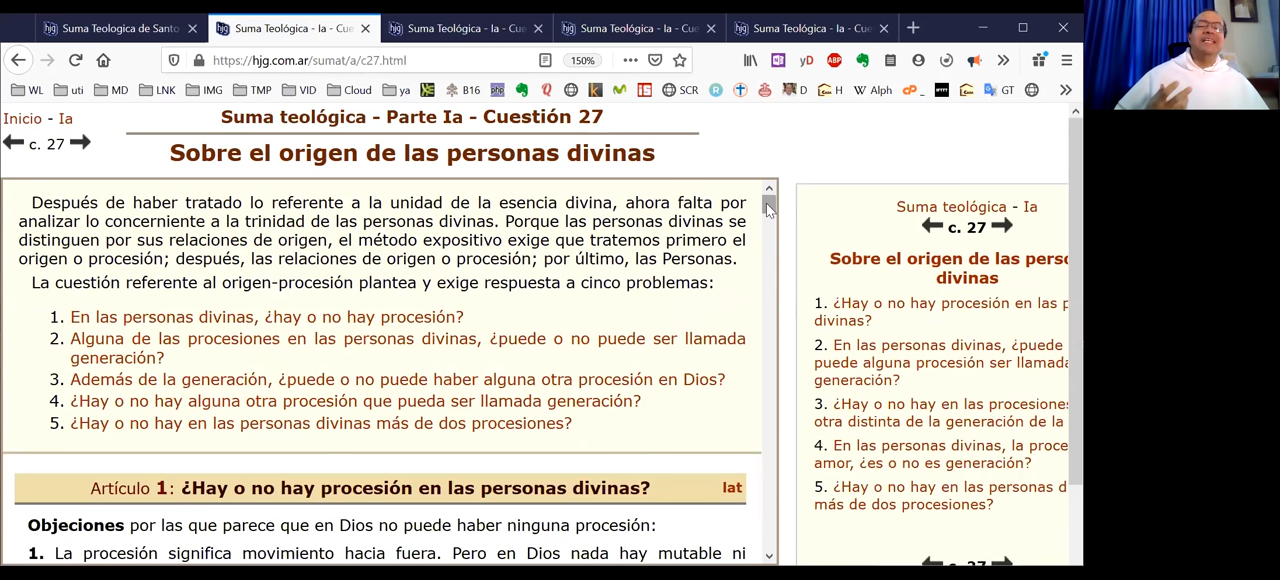 Suma Teologica de Santo
Suma Teológica - Ia - Cue
Suma Teológica - Ia - Cue
Suma Teológica - Ia - Cue
Suma Teológica - Ia - Cue
https://hjg.com.ar/sumat/a/c27.html
150%
WL uti MD LNK IMG TMP VID Cloud ya B16 SCR D H W Alph GT
Inicio - Ia
c. 27
Suma teológica - Parte Ia - Cuestión 27
Sobre el origen de las personas divinas
Después de haber tratado lo referente a la unidad de la esencia divina, ahora falta por
analizar lo concerniente a la trinidad de las personas divinas. Porque las personas divinas se
distinguen por sus relaciones de origen, el método expositivo exige que tratemos primero el
origen o procesión; después, las relaciones de origen o procesión; por último, las Personas.
La cuestión referente al origen-procesión plantea y exige respuesta a cinco problemas:
1. En las personas divinas, ¿hay o no hay procesión?
2. Alguna de las procesiones en las personas divinas, ¿puede o no puede ser llamada
generación?
3. Además de la generación, ¿puede o no puede haber alguna otra procesión en Dios?
4. ¿Hay o no hay alguna otra procesión que pueda ser llamada generación?
5. ¿Hay o no hay en las personas divinas más de dos procesiones?
Artículo 1: ¿Hay o no hay procesión en las personas divinas? lat
Objeciones por las que parece que en Dios no puede haber ninguna procesión:
1. La procesión significa movimiento hacia fuera. Pero en Dios nada hay mutable ni
Suma teológica - Ia
c. 27
Sobre el origen de las perso
divinas
1. ¿Hay o no hay procesión en las p
divinas?
2. En las personas divinas, ¿puede
puede alguna procesión ser llamada
generación?
3. ¿Hay o no hay en las procesiones
otra distinta de la generación de la
4. En las personas divinas, la proce
amor, ¿es o no es generación?
5. ¿Hay o no hay en las personas d
más de dos procesiones?
c. 27